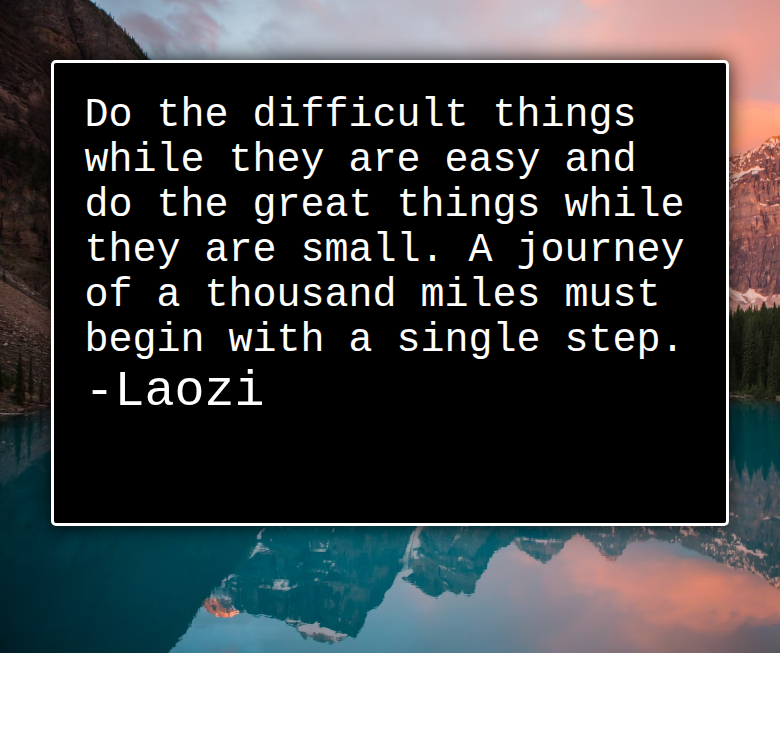 Do the difficult things
while they are easy and
do the great things while
they are small. A journey
of a thousand miles must
begin with a single step.
-Laozi